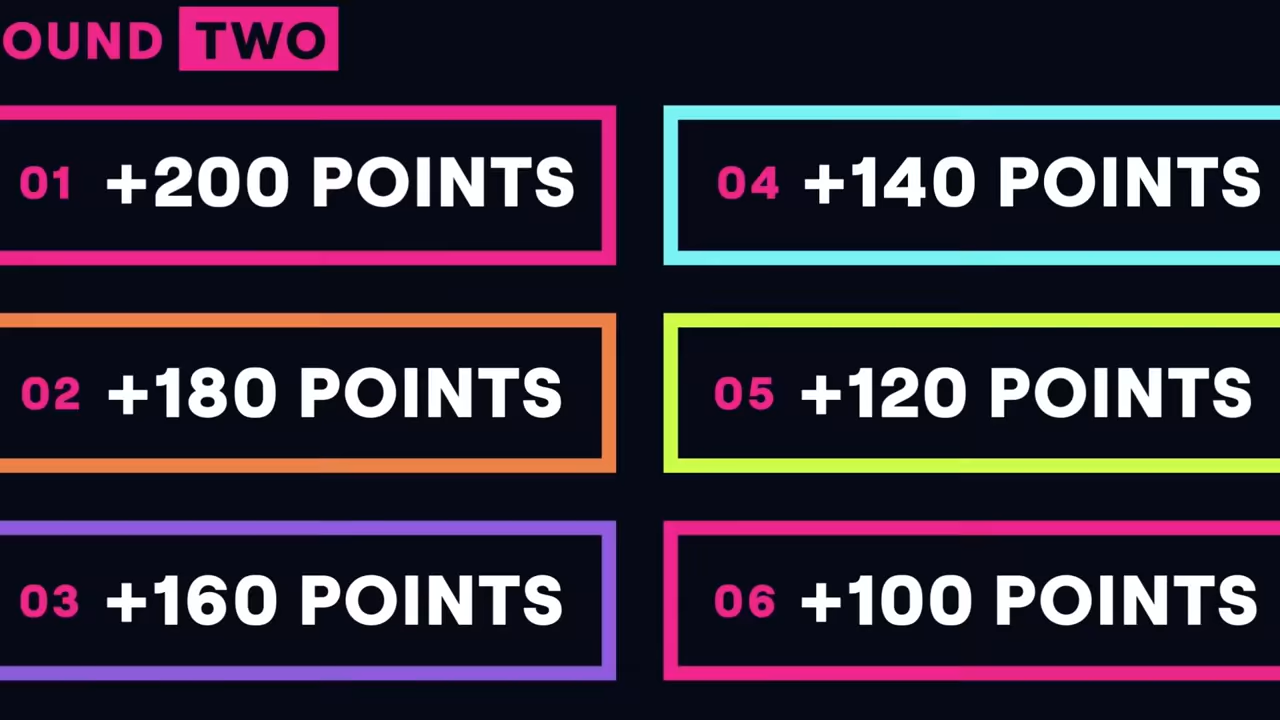 OUND TWO
01 +200 POINTS
02 +180 POINTS
03 +160 POINTS
04 +140 POINTS
05 +120 POINTS
06 +100 POINTS